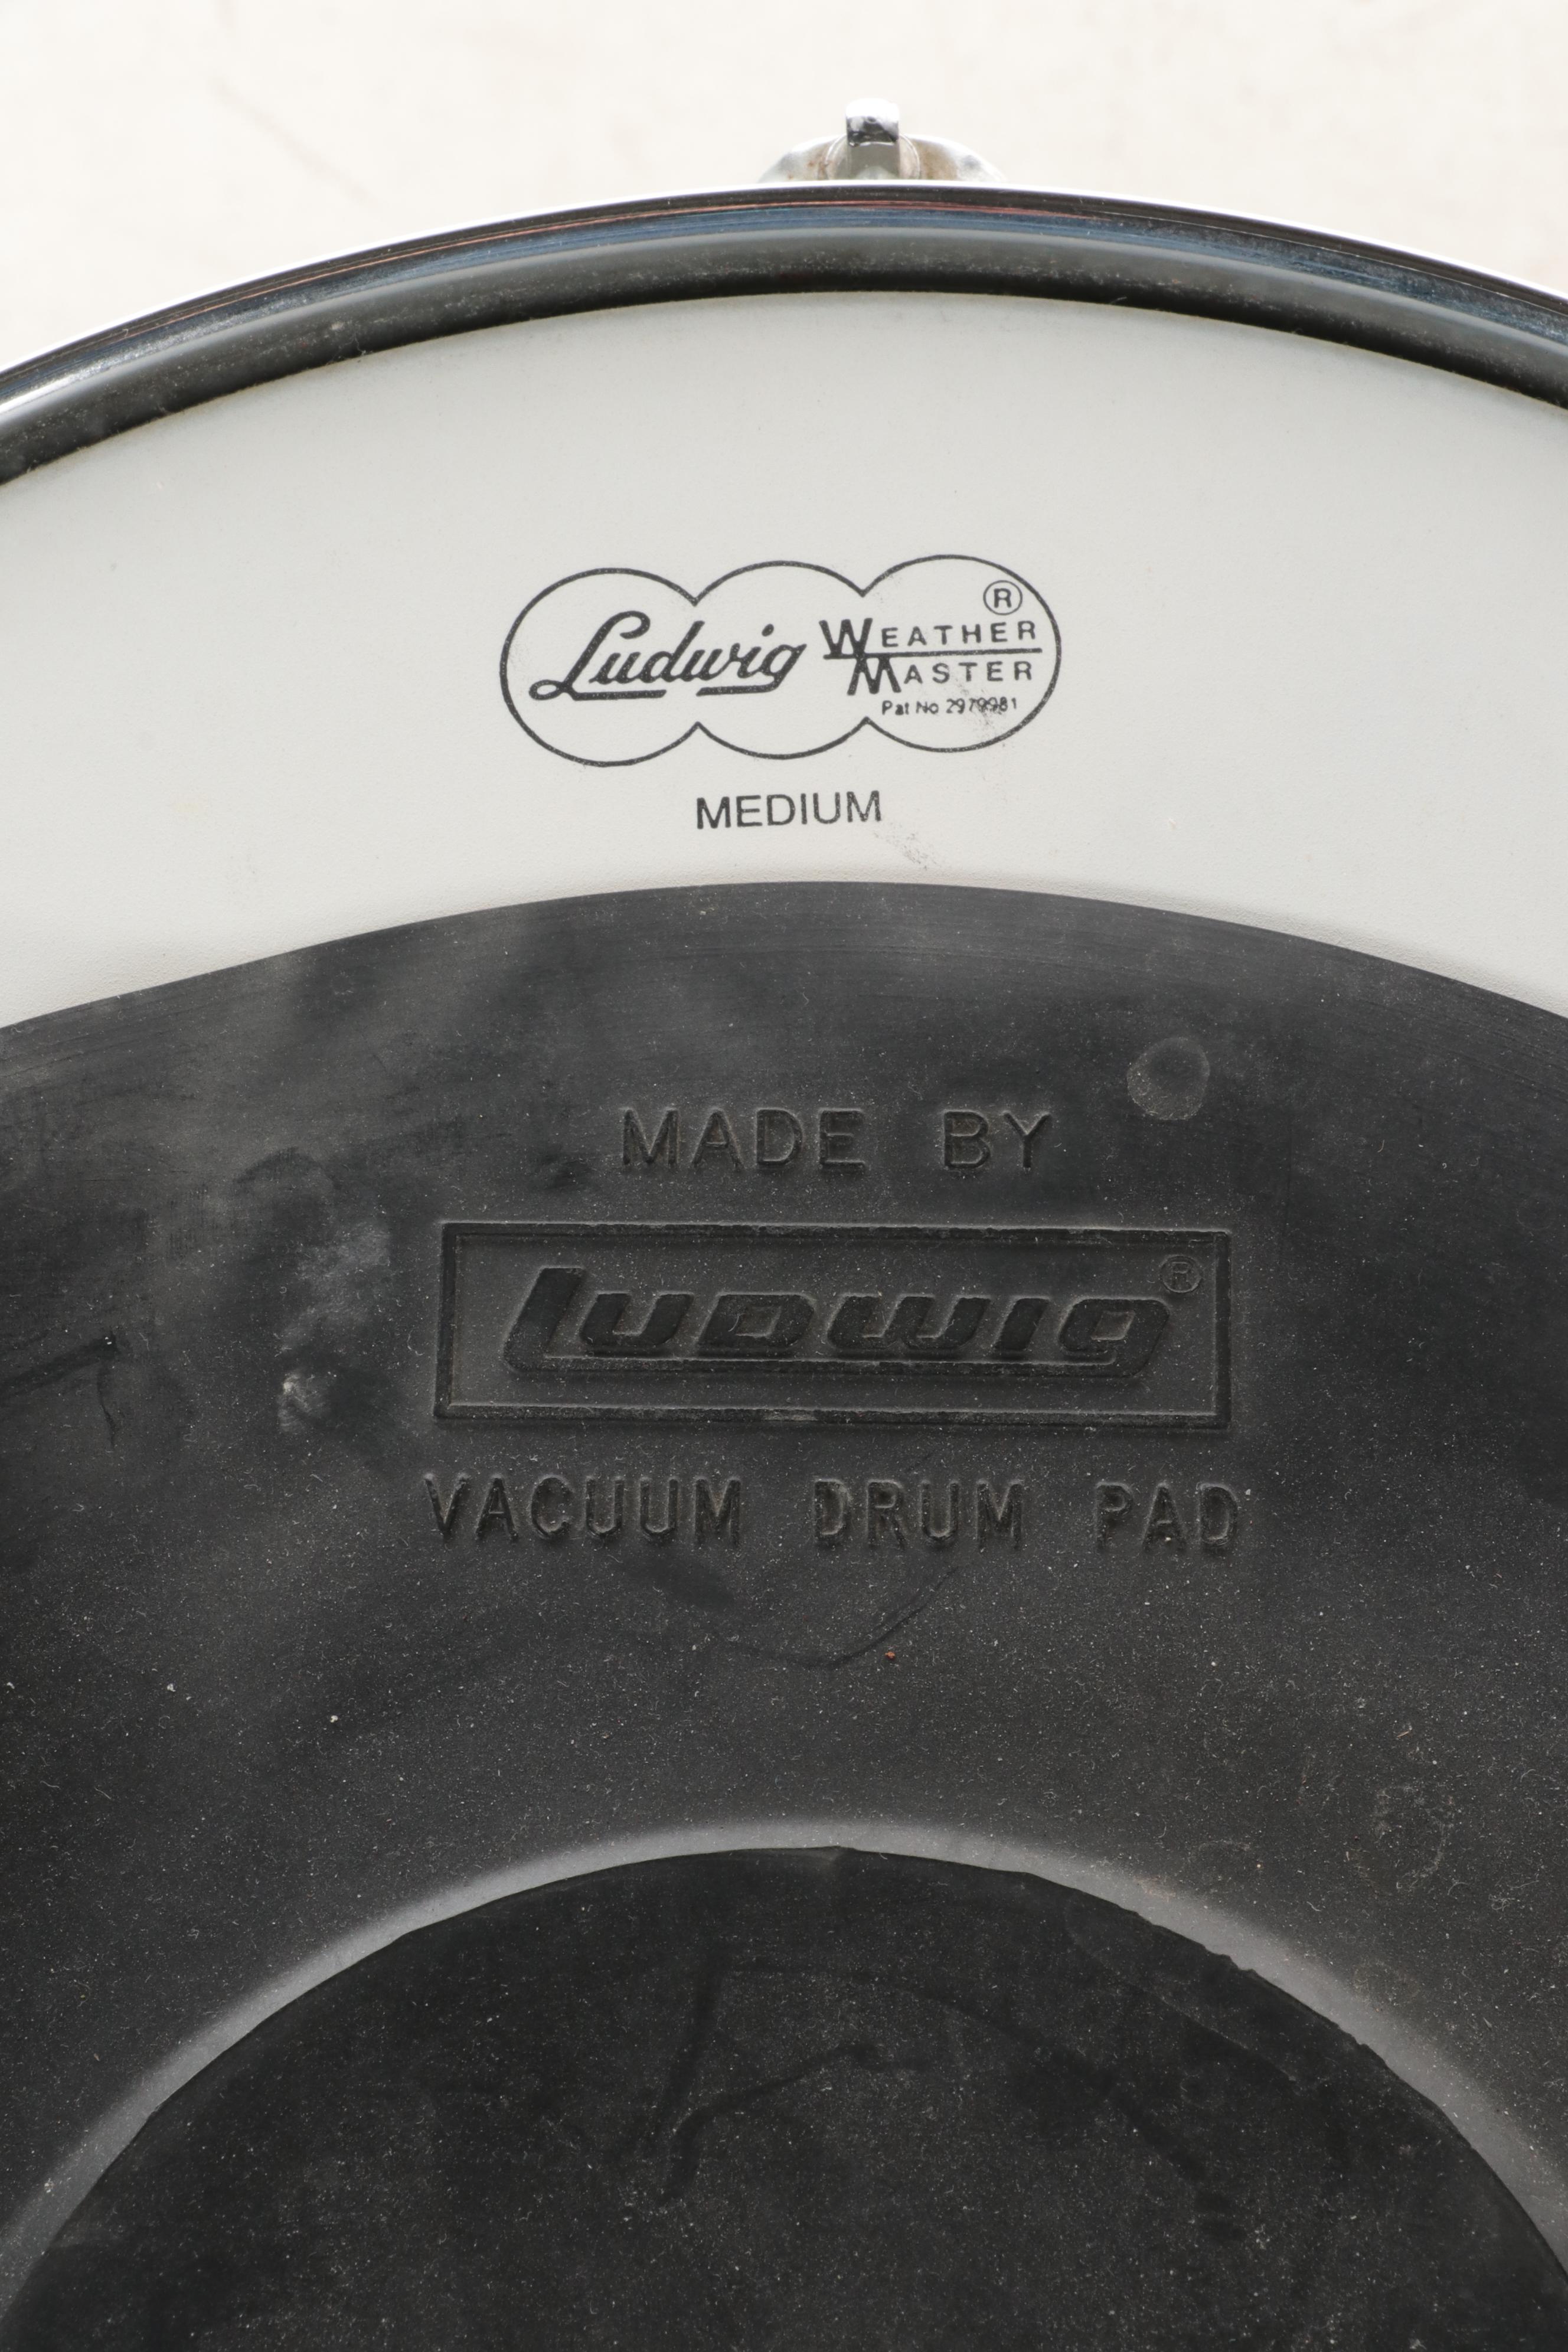 Ludwig WEATHER MASTER ®
Pat No 2979981
MEDIUM
MADE BY
LUDWIG ®
VACUUM DRUM PAD